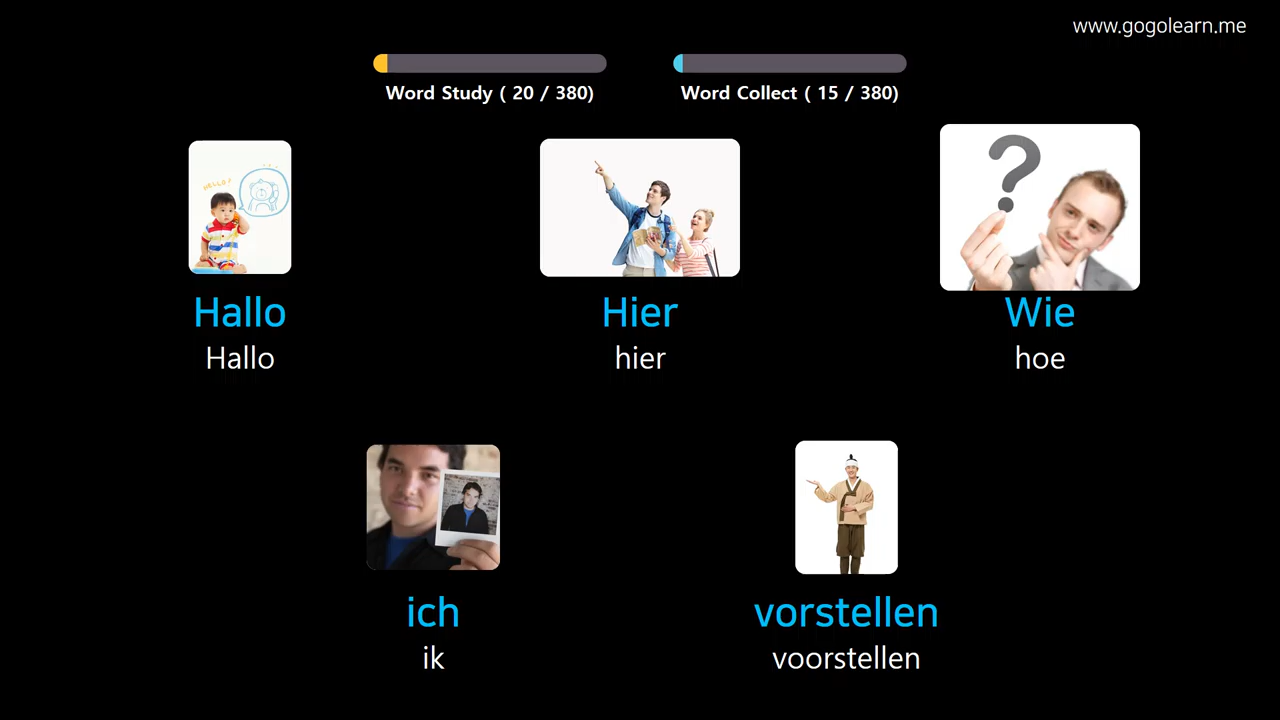 www.gogolearn.me
Word Study ( 20 / 380)
Word Collect ( 15 / 380)
HELLO?
Hallo
Hallo
Hier
hier
?
Wie
hoe
ich
ik
vorstellen
voorstellen